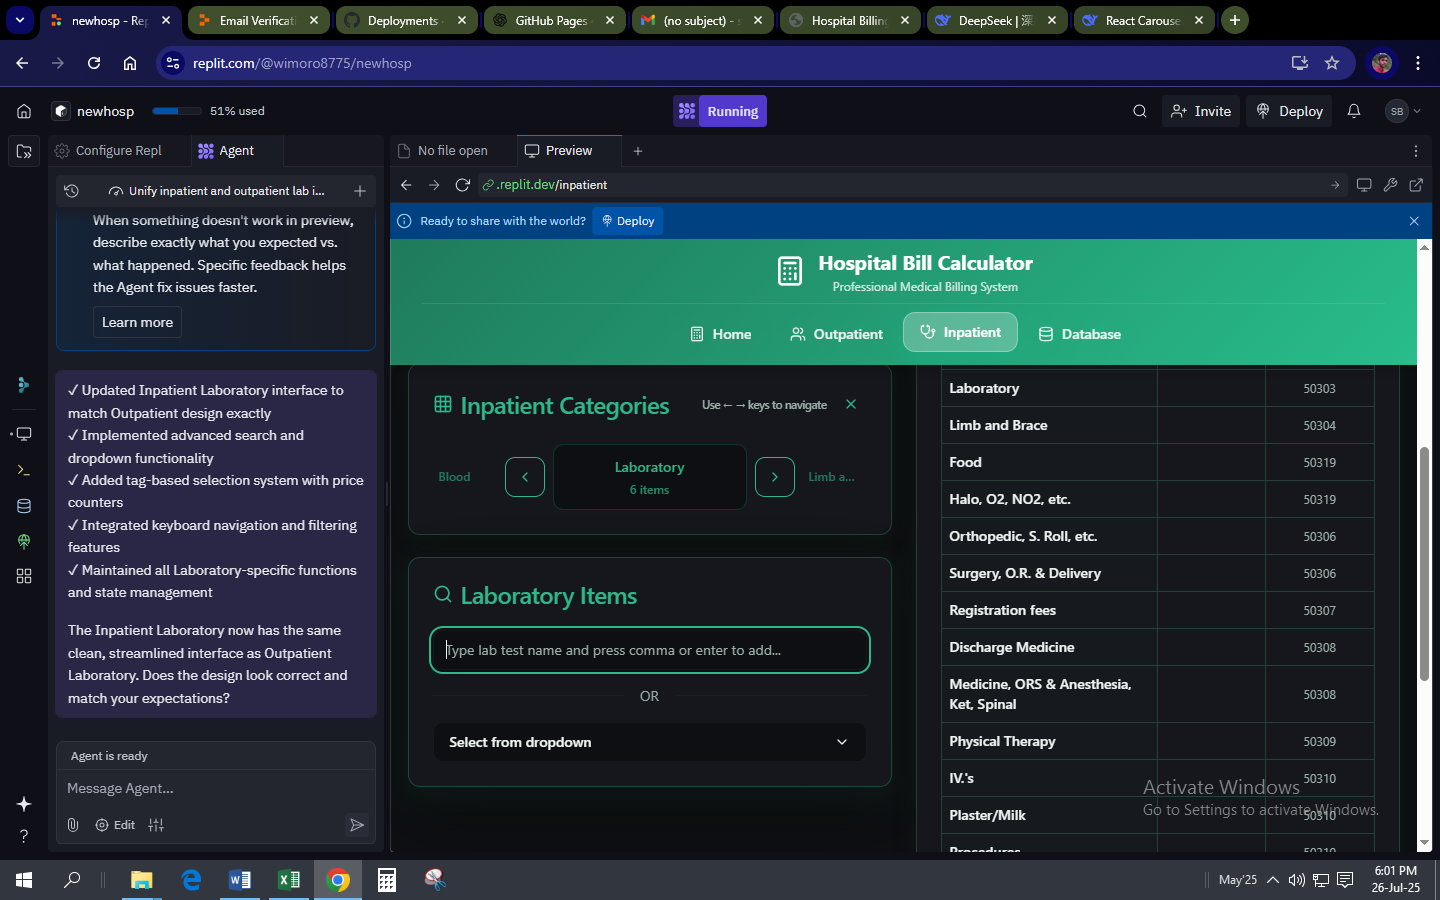 newhosp - Rep
Email Verificati
Deployments
GitHub Pages
(no subject) - s
Hospital Billing
DeepSeek | 深
React Carouse
replit.com/@wimoro8775/newhosp
newhosp
51% used
Running
Invite
Deploy
SB
Configure Repl
Agent
No file open
Preview
Unify inpatient and outpatient lab i...
.replit.dev/inpatient
When something doesn't work in preview,
describe exactly what you expected vs.
what happened. Specific feedback helps
the Agent fix issues faster.
Learn more
✓ Updated Inpatient Laboratory interface to
match Outpatient design exactly
✓ Implemented advanced search and
dropdown functionality
✓ Added tag-based selection system with price
counters
✓ Integrated keyboard navigation and filtering
features
✓ Maintained all Laboratory-specific functions
and state management
The Inpatient Laboratory now has the same
clean, streamlined interface as Outpatient
Laboratory. Does the design look correct and
match your expectations?
Agent is ready
Message Agent...
Edit
Ready to share with the world?
Deploy
Hospital Bill Calculator
Professional Medical Billing System
Home
Outpatient
Inpatient
Database
Inpatient Categories
Use ←→ keys to navigate
Blood
Laboratory
6 items
Limb a...
Laboratory Items
Type lab test name and press comma or enter to add...
OR
Select from dropdown
Laboratory 50303
Limb and Brace 50304
Food 50319
Halo, O2, NO2, etc. 50319
Orthopedic, S. Roll, etc. 50306
Surgery, O.R. & Delivery 50306
Registration fees 50307
Discharge Medicine 50308
Medicine, ORS & Anesthesia,
Ket, Spinal 50308
Physical Therapy 50309
IV.'s 50310
Plaster/Milk 50310
Procedures 50310
Activate Windows
Go to Settings to activate Windows.
May'25
6:01 PM
26-Jul-25